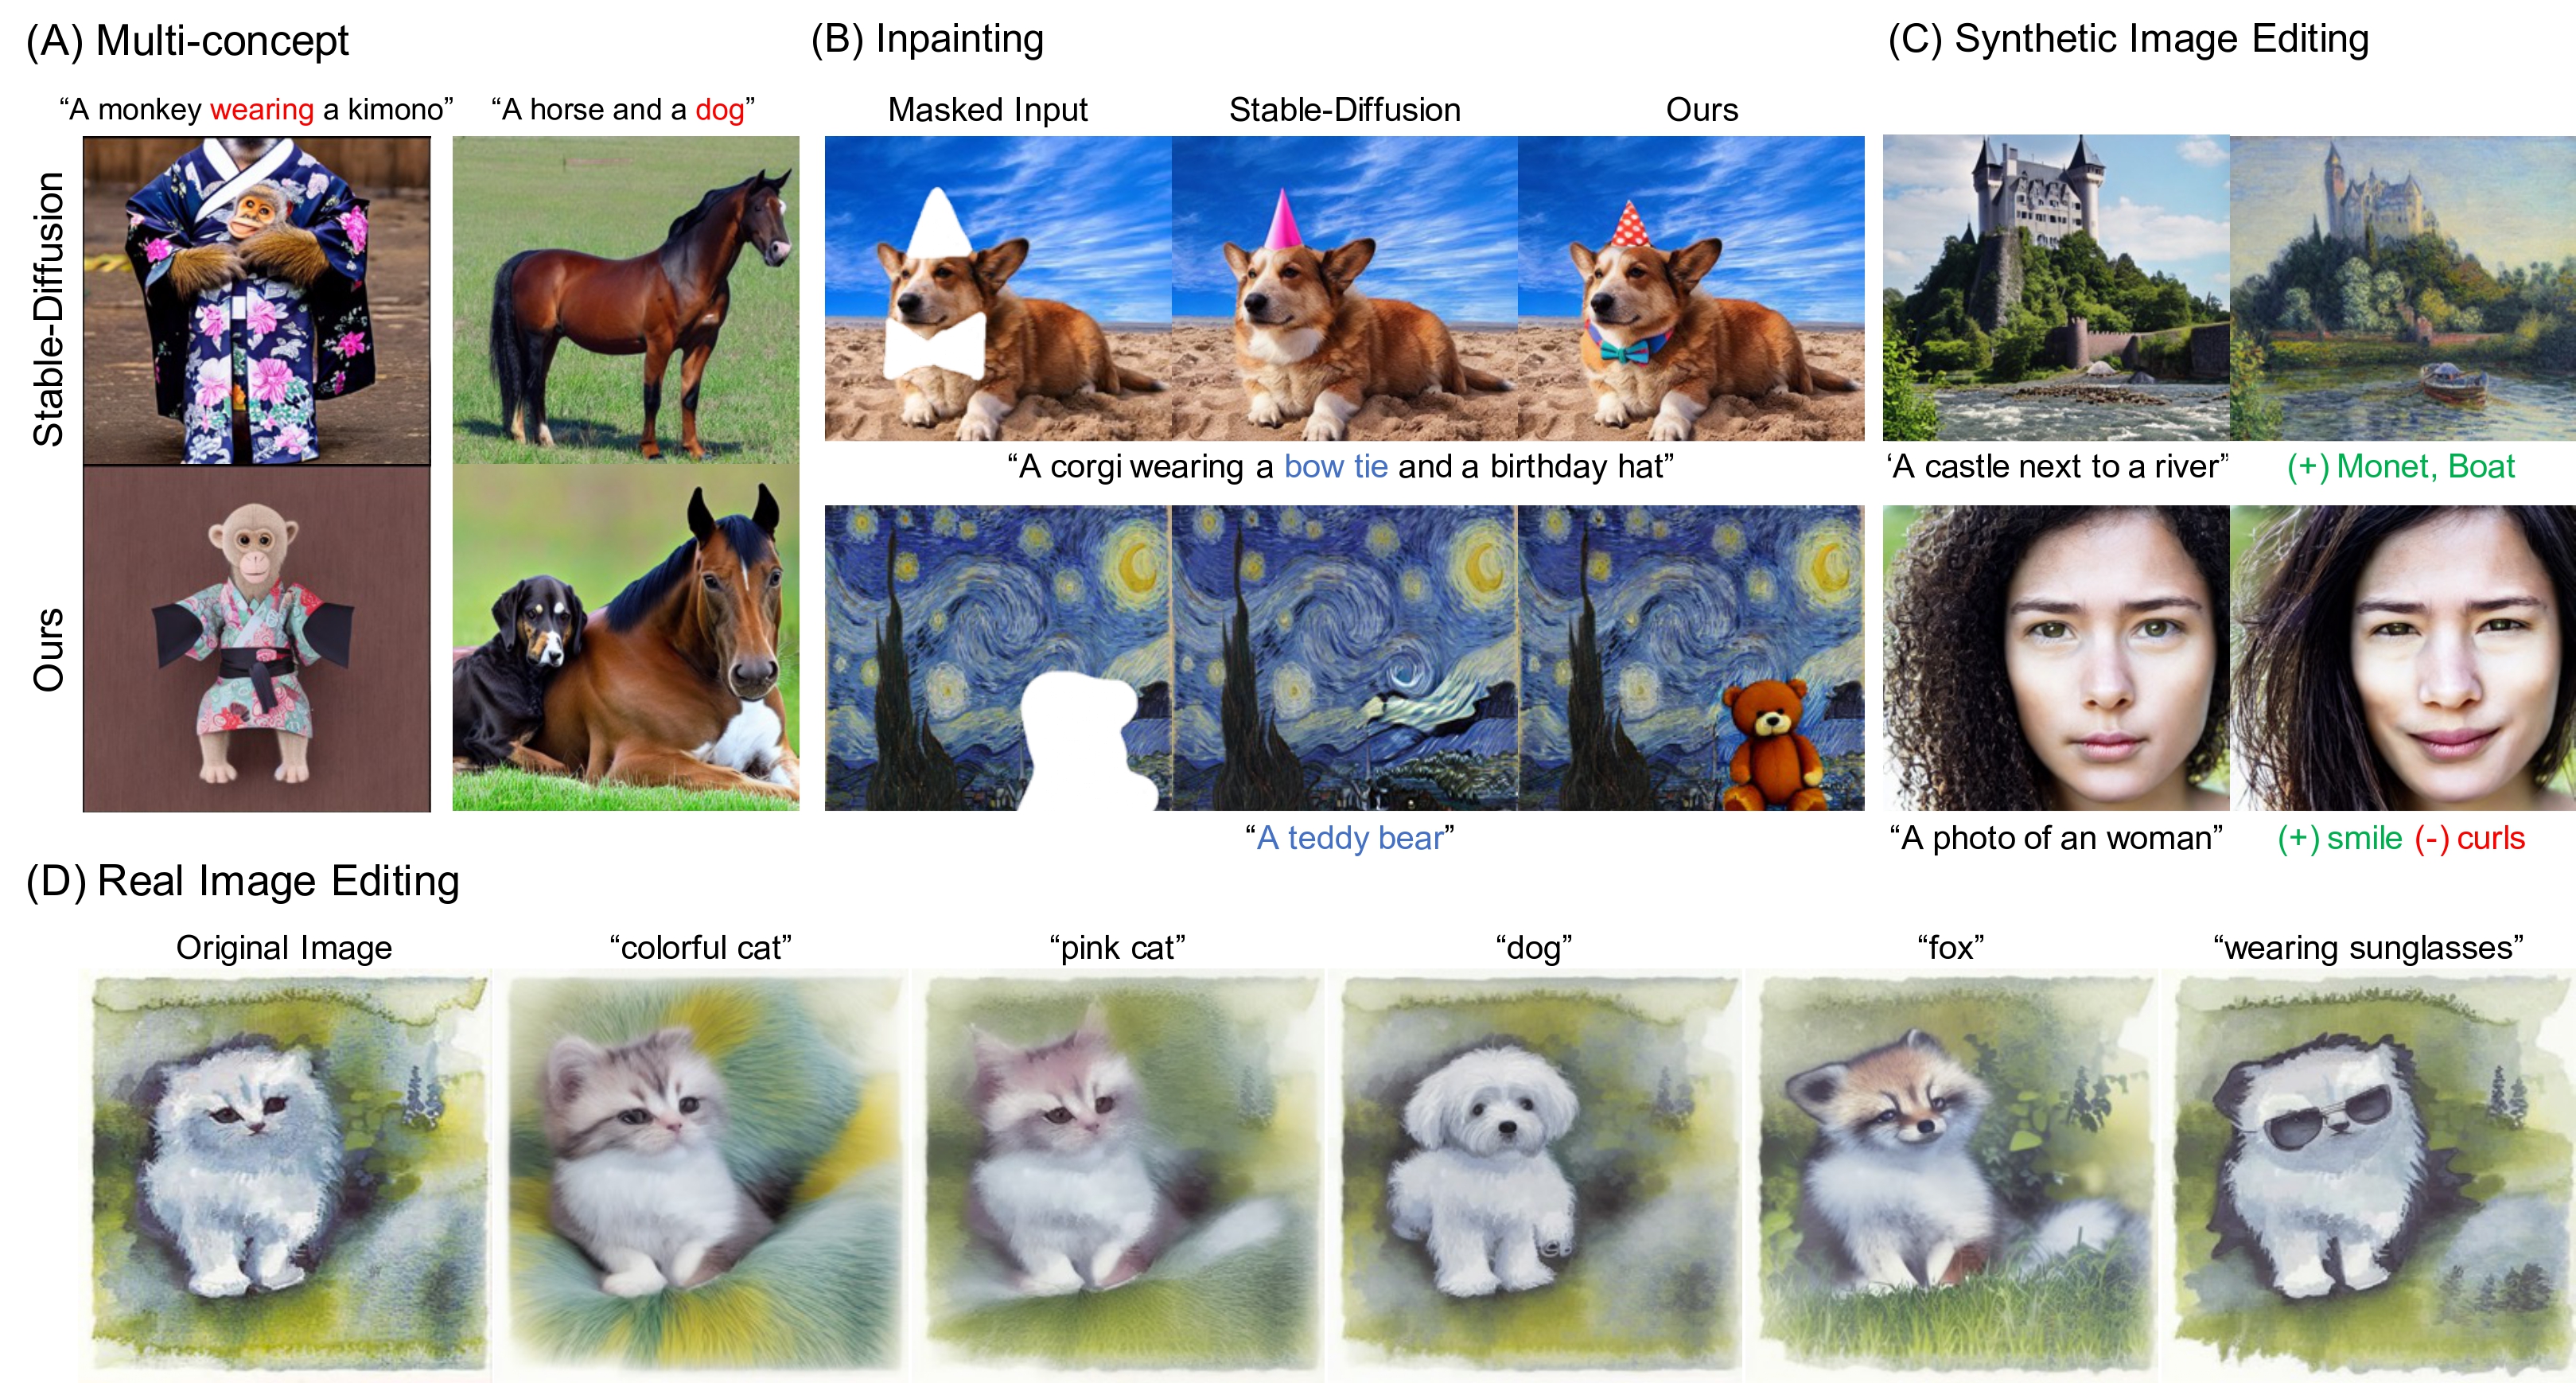 (A) Multi-concept
“A monkey wearing a kimono”
“A horse and a dog”
Stable-Diffusion
Ours
(B) Inpainting
Masked Input
Stable-Diffusion
Ours
“A corgi wearing a bow tie and a birthday hat”
“A teddy bear”
(C) Synthetic Image Editing
‘A castle next to a river”
(+) Monet, Boat
“A photo of an woman”
(+) smile (-) curls
(D) Real Image Editing
Original Image
“colorful cat”
“pink cat”
“dog”
“fox”
“wearing sunglasses”